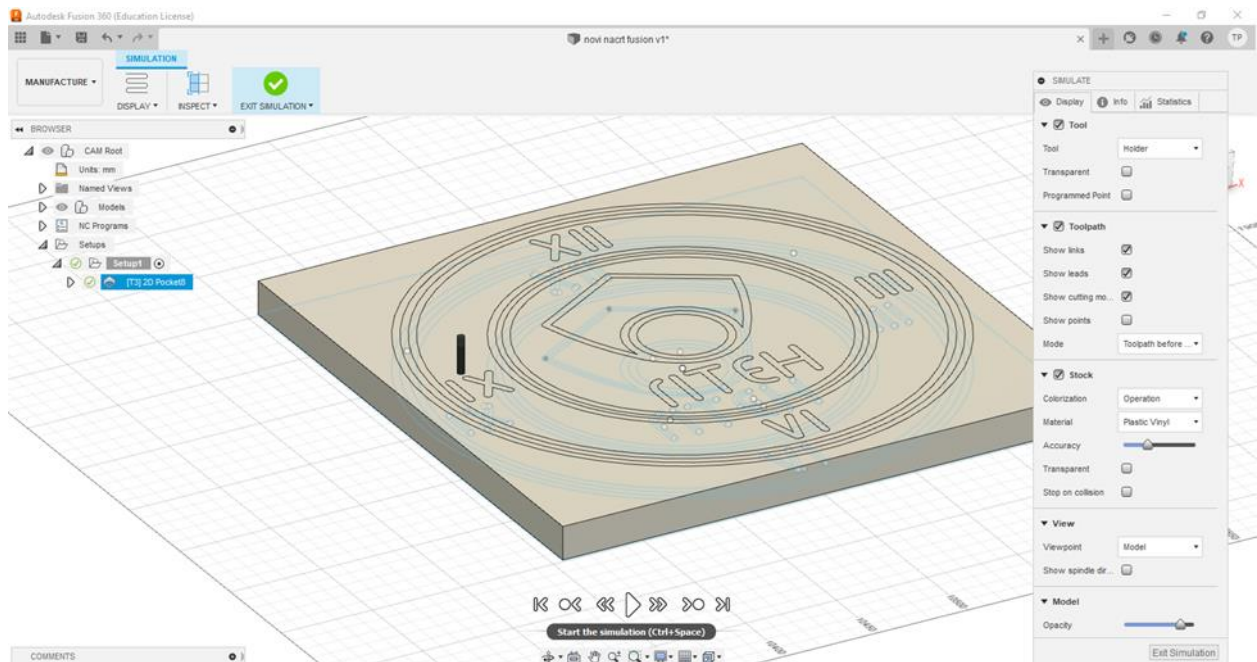 Autodesk Fusion 360 (Education License)
novi nacrt fusion v1*
TP
SIMULATION
MANUFACTURE
DISPLAY
INSPECT
EXIT SIMULATION
BROWSER
CAM Root
Units: mm
Named Views
Models
NC Programs
Setups
Setup1
[T3] 2D Pocket8
XII
III
VI
IX
RITEH
SIMULATE
Display Info Statistics
Tool
Tool Holder
Transparent
Programmed Point
Toolpath
Show links
Show leads
Show cutting mo...
Show points
Mode Toolpath before ...
Stock
Colorization Operation
Material Plastic Vinyl
Accuracy
Transparent
Stop on collision
View
Viewpoint Model
Show spindle dir...
Model
Opacity
Exit Simulation
X
Start the simulation (Ctrl+Space)
COMMENTS